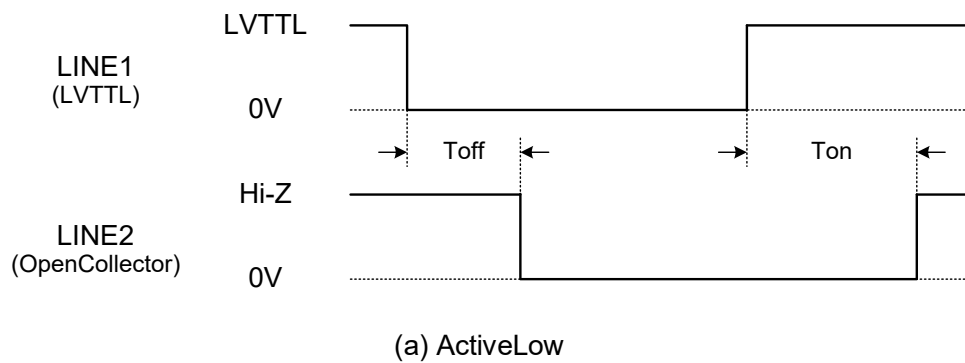 LVTTL
LINE1
(LVTTL)
0V
Toff
Ton
Hi-Z
LINE2
(OpenCollector)
0V
(a) ActiveLow